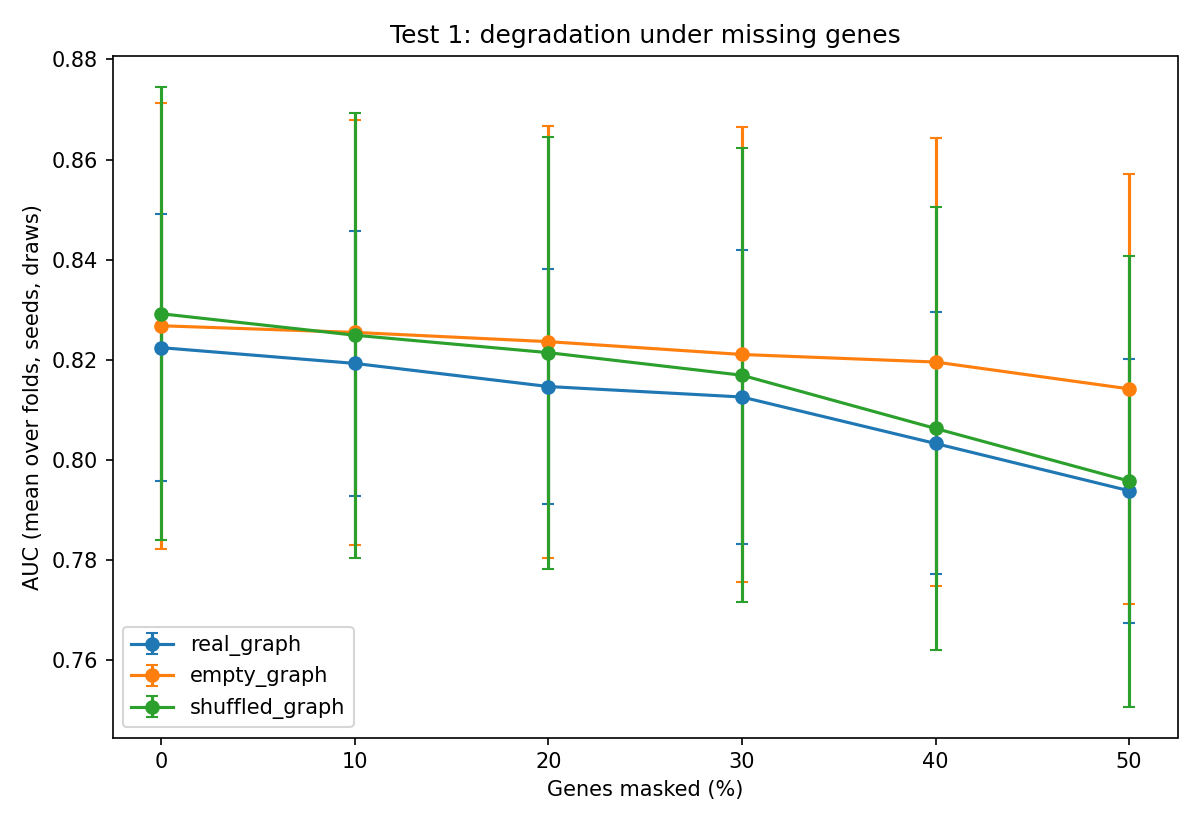 Test 1: degradation under missing genes
AUC (mean over folds, seeds, draws)
0.88
0.86
0.84
0.82
0.80
0.78
0.76
real_graph
empty_graph
shuffled_graph
0 10 20 30 40 50
Genes masked (%)